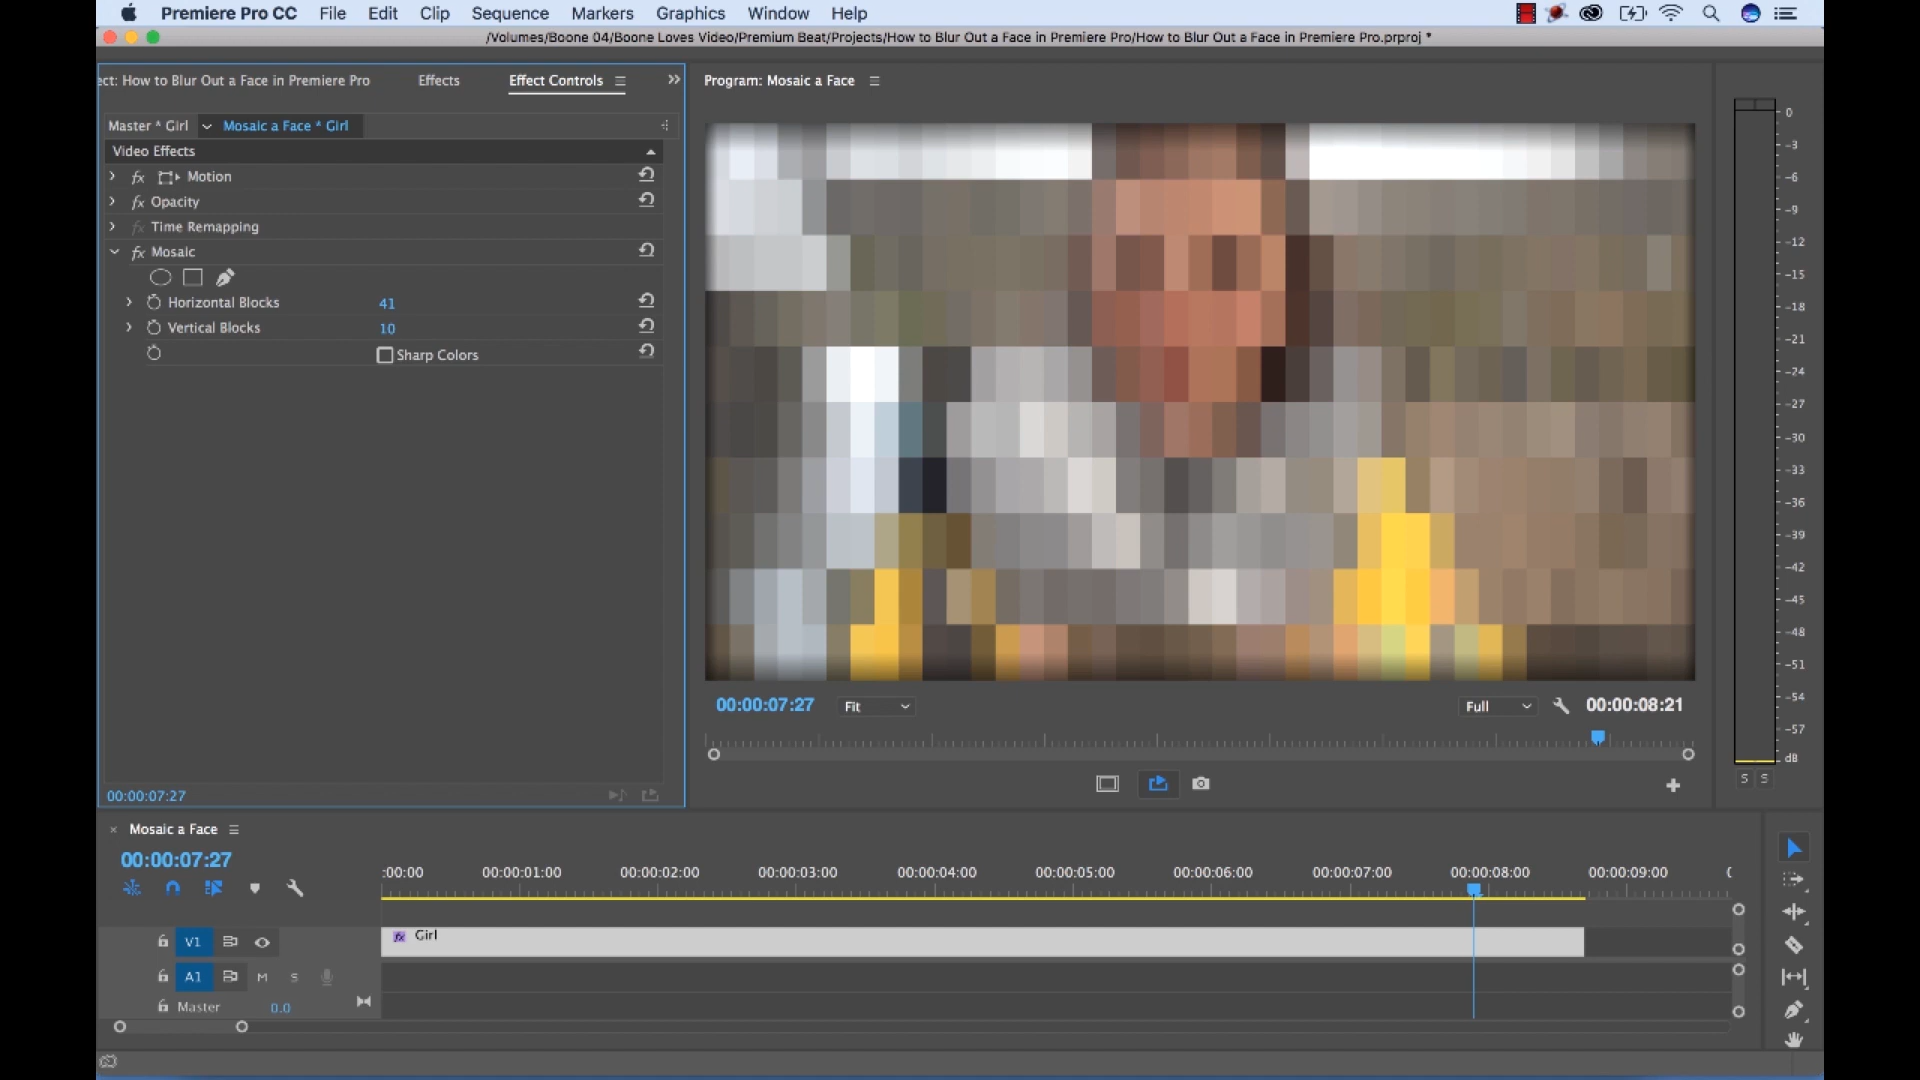 Premiere Pro CC File Edit Clip Sequence Markers Graphics Window Help
/Volumes/Boone 04/Boone Loves Video/Premium Beat/Projects/How to Blur Out a Face in Premiere Pro/How to Blur Out a Face in Premiere Pro.prproj *
ect: How to Blur Out a Face in Premiere Pro Effects Effect Controls
Program: Mosaic a Face
Master * Girl Mosaic a Face * Girl
Video Effects
fx Motion
fx Opacity
fx Time Remapping
fx Mosaic
Horizontal Blocks 41
Vertical Blocks 10
Sharp Colors
00:00:07:27
00:00:07:27 Fit Full 00:00:08:21
0
-3
-6
-9
-12
-15
-18
-21
-24
-27
-30
-33
-36
-39
-42
-45
-48
-51
-54
-57
dB
S S
× Mosaic a Face
00:00:07:27
:00:00 00:00:01:00 00:00:02:00 00:00:03:00 00:00:04:00 00:00:05:00 00:00:06:00 00:00:07:00 00:00:08:00 00:00:09:00
V1 fx Girl
A1 M S
Master 0.0